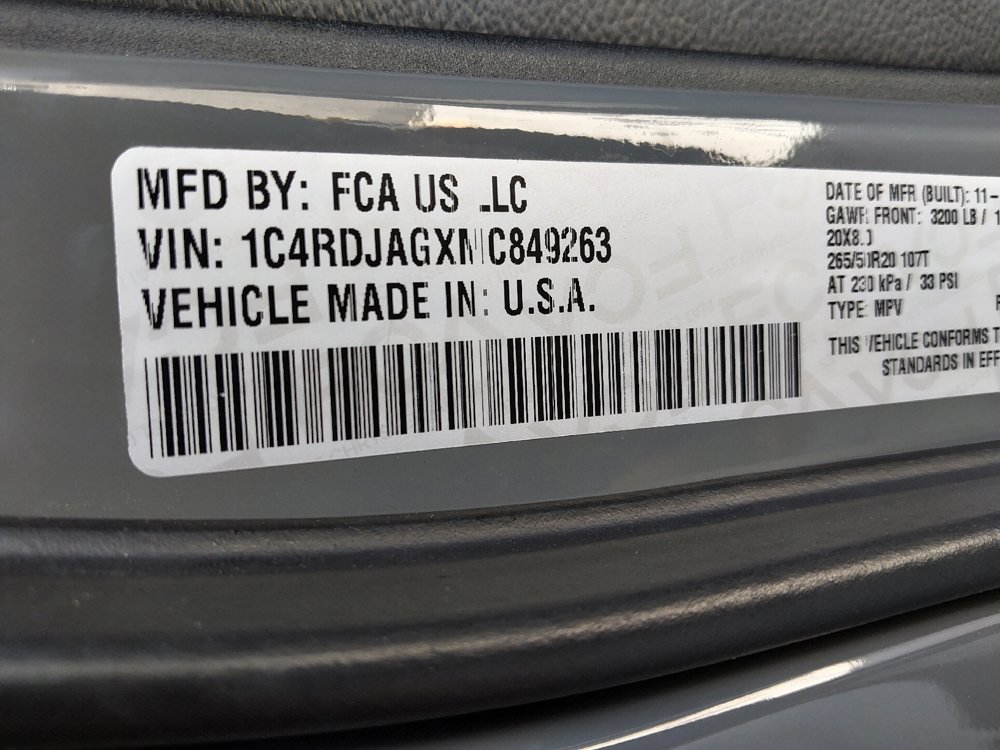 MFD BY: FCA US LLC
VIN: 1C4RDJAGXMC849263
VEHICLE MADE IN: U.S.A.
DATE OF MFR (BUILT): 11-
GAWR FRONT: 3200 LB /
20X8.0
265/50R20 107T
AT 230 kPa / 33 PSI
TYPE: MPV
THIS VEHICLE CONFORMS
STANDARDS IN EFF